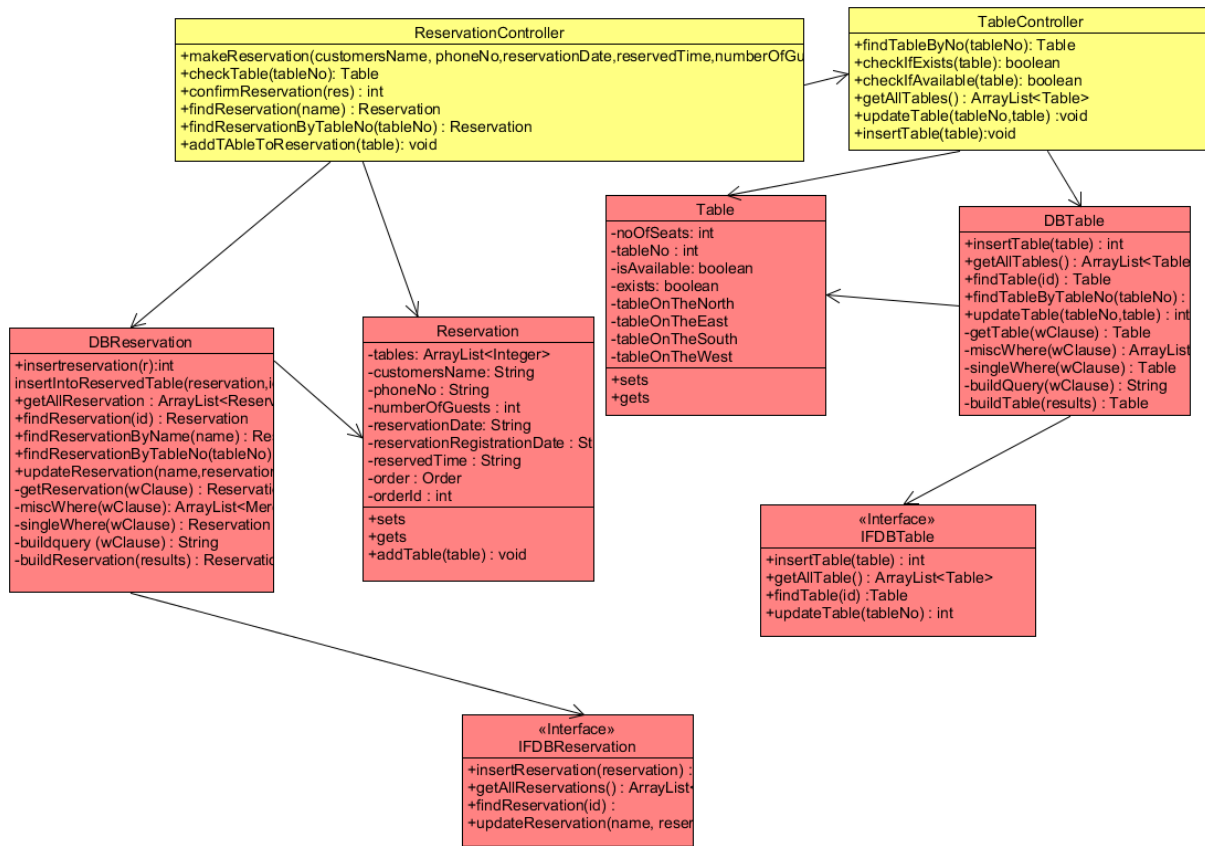 ReservationController
+makeReservation(customersName, phoneNo,reservationDate,reservedTime,numberOfGu
+checkTable(tableNo): Table
+confirmReservation(res) : int
+findReservation(name) : Reservation
+findReservationByTableNo(tableNo) : Reservation
+addTAbleToReservation(table): void
TableController
+findTableByNo(tableNo): Table
+checkIfExists(table): boolean
+checkIfAvailable(table): boolean
+getAllTables() : ArrayList<Table>
+updateTable(tableNo,table) :void
+insertTable(table):void
Table
-noOfSeats: int
-tableNo : int
-isAvailable: boolean
-exists: boolean
-tableOnTheNorth
-tableOnTheEast
-tableOnTheSouth
-tableOnTheWest
+sets
+gets
DBTable
+insertTable(table) : int
+getAllTables() : ArrayList<Table
+findTable(id) : Table
+findTableByTableNo(tableNo) :
+updateTable(tableNo,table) : int
-getTable(wClause) : Table
-miscWhere(wClause) : ArrayList
-singleWhere(wClause) : Table
-buildQuery(wClause) : String
-buildTable(results) : Table
DBReservation
+insertreservation(r):int
insertIntoReservedTable(reservation,i
+getAllReservation : ArrayList<Reser
+findReservation(id) : Reservation
+findReservationByName(name) : Re
+findReservationByTableNo(tableNo)
+updateReservation(name,reservation
-getReservation(wClause) : Reservati
-miscWhere(wClause): ArrayList<Mer
-singleWhere(wClause) : Reservation
-buildquery (wClause) : String
-buildReservation(results) : Reservatio
Reservation
-tables: ArrayList<Integer>
-customersName: String
-phoneNo : String
-numberOfGuests : int
-reservationDate: String
-reservationRegistrationDate : St
-reservedTime : String
-order : Order
-orderId : int
+sets
+gets
+addTable(table) : void
«Interface»
IFDBTable
+insertTable(table) : int
+getAllTable() : ArrayList<Table>
+findTable(id) :Table
+updateTable(tableNo) : int
«Interface»
IFDBReservation
+insertReservation(reservation) :
+getAllReservations() : ArrayList<
+findReservation(id) :
+updateReservation(name, reser